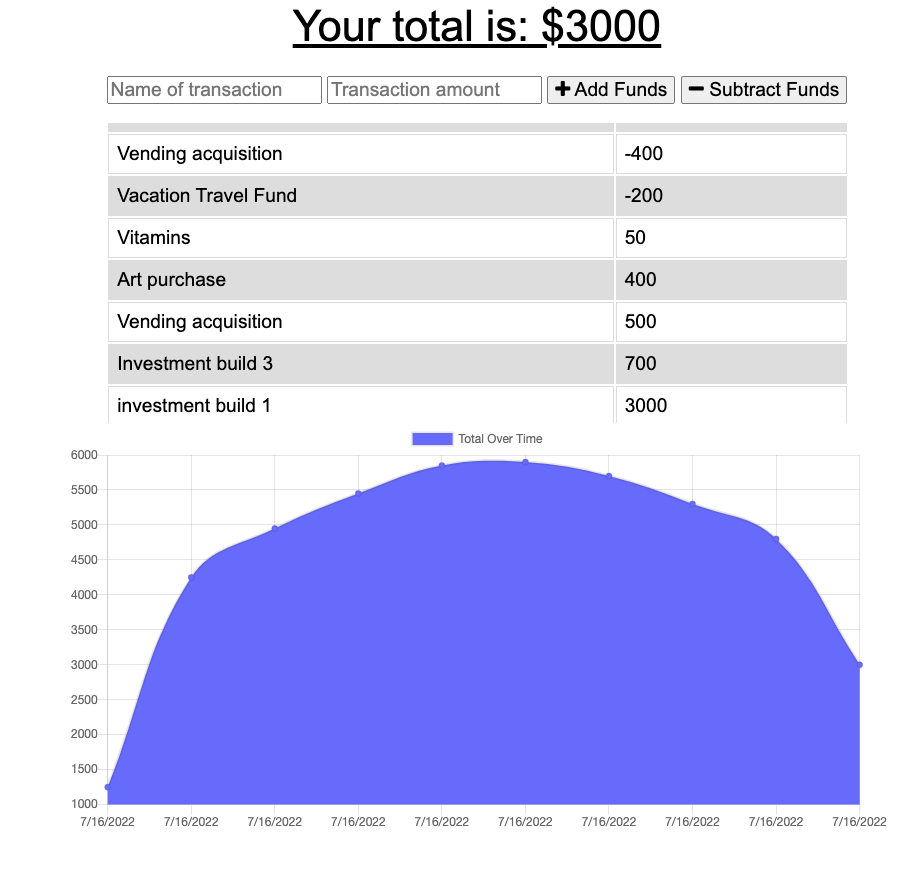 Your total is: $3000
Name of transaction Transaction amount Add Funds Subtract Funds
Vending acquisition -400
Vacation Travel Fund -200
Vitamins 50
Art purchase 400
Vending acquisition 500
Investment build 3 700
investment build 1 3000
Total Over Time
6000
5500
5000
4500
4000
3500
3000
2500
2000
1500
1000
7/16/2022 7/16/2022 7/16/2022 7/16/2022 7/16/2022 7/16/2022 7/16/2022 7/16/2022 7/16/2022 7/16/2022